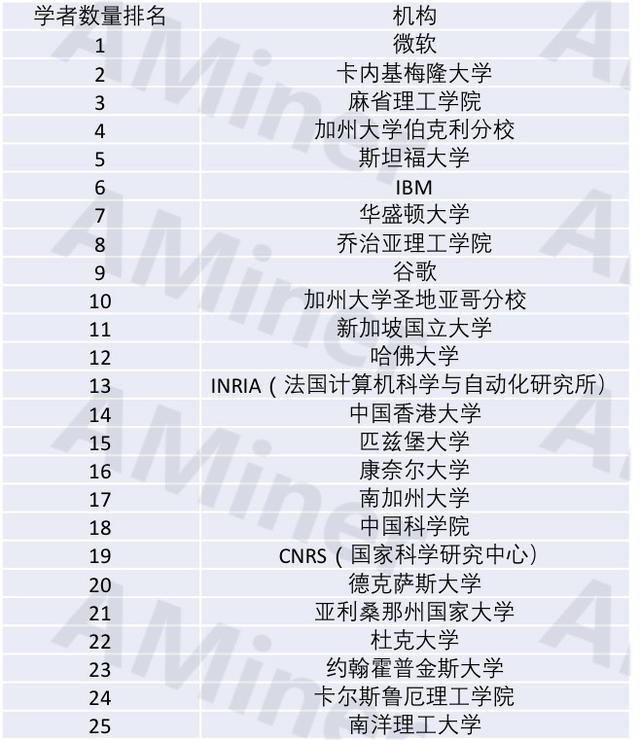 学者数量排名 机构
1 微软
2 卡内基梅隆大学
3 麻省理工学院
4 加州大学伯克利分校
5 斯坦福大学
6 IBM
7 华盛顿大学
8 乔治亚理工学院
9 谷歌
10 加州大学圣地亚哥分校
11 新加坡国立大学
12 哈佛大学
13 INRIA（法国计算机科学与自动化研究所）
14 中国香港大学
15 匹兹堡大学
16 康奈尔大学
17 南加州大学
18 中国科学院
19 CNRS（国家科学研究中心）
20 德克萨斯大学
21 亚利桑那州国家大学
22 杜克大学
23 约翰霍普金斯大学
24 卡尔斯鲁厄理工学院
25 南洋理工大学
AMiner
AMiner
AMiner
AMiner